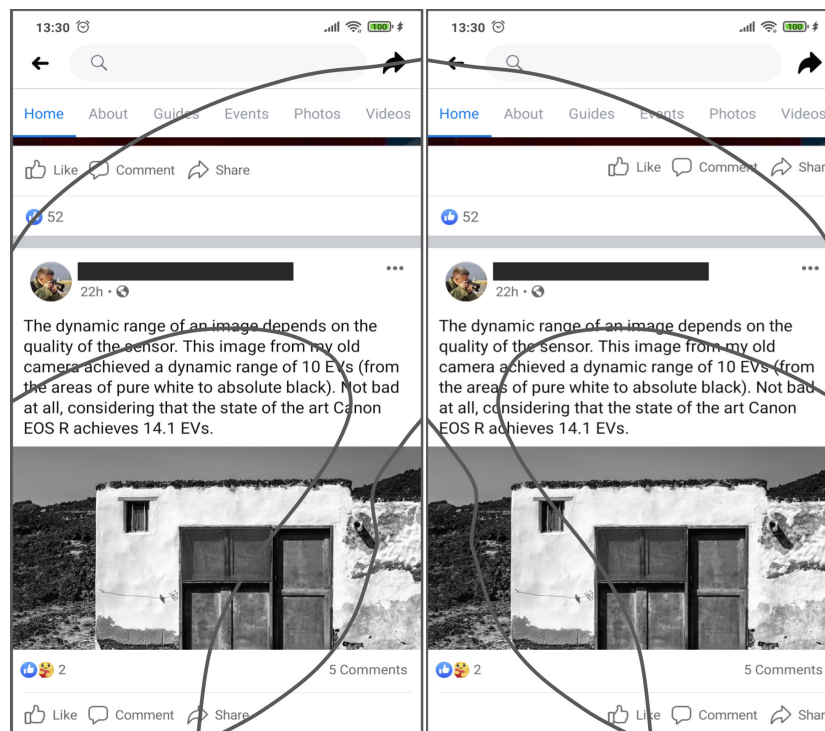 13:30 100
Home About Guides Events Photos Videos
Like Comment Share
52
22h
The dynamic range of an image depends on the
quality of the sensor. This image from my old
camera achieved a dynamic range of 10 EVs (from
the areas of pure white to absolute black). Not bad
at all, considering that the state of the art Canon
EOS R achieves 14.1 EVs.
2 5 Comments
Like Comment Share
13:30 100
Home About Guides Events Photos Videos
Like Comment Shar
52
22h
The dynamic range of an image depends on the
quality of the sensor. This image from my old
camera achieved a dynamic range of 10 EVs (from
the areas of pure white to absolute black). Not bad
at all, considering that the state of the art Canon
EOS R achieves 14.1 EVs.
2 5 Comments
Like Comment Shar